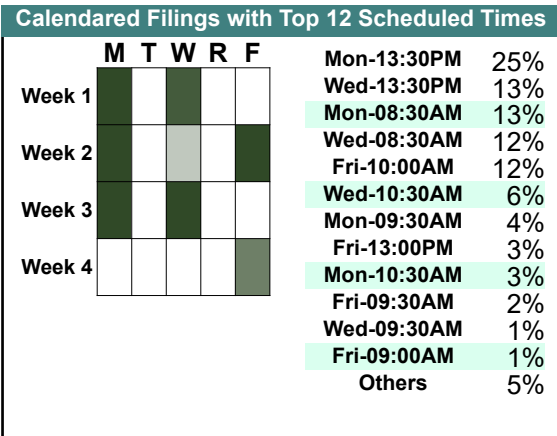 Calendared Filings with Top 12 Scheduled Times
M T W R F
Week 1
Week 2
Week 3
Week 4
Mon-13:30PM 25%
Wed-13:30PM 13%
Mon-08:30AM 13%
Wed-08:30AM 12%
Fri-10:00AM 12%
Wed-10:30AM 6%
Mon-09:30AM 4%
Fri-13:00PM 3%
Mon-10:30AM 3%
Fri-09:30AM 2%
Wed-09:30AM 1%
Fri-09:00AM 1%
Others 5%